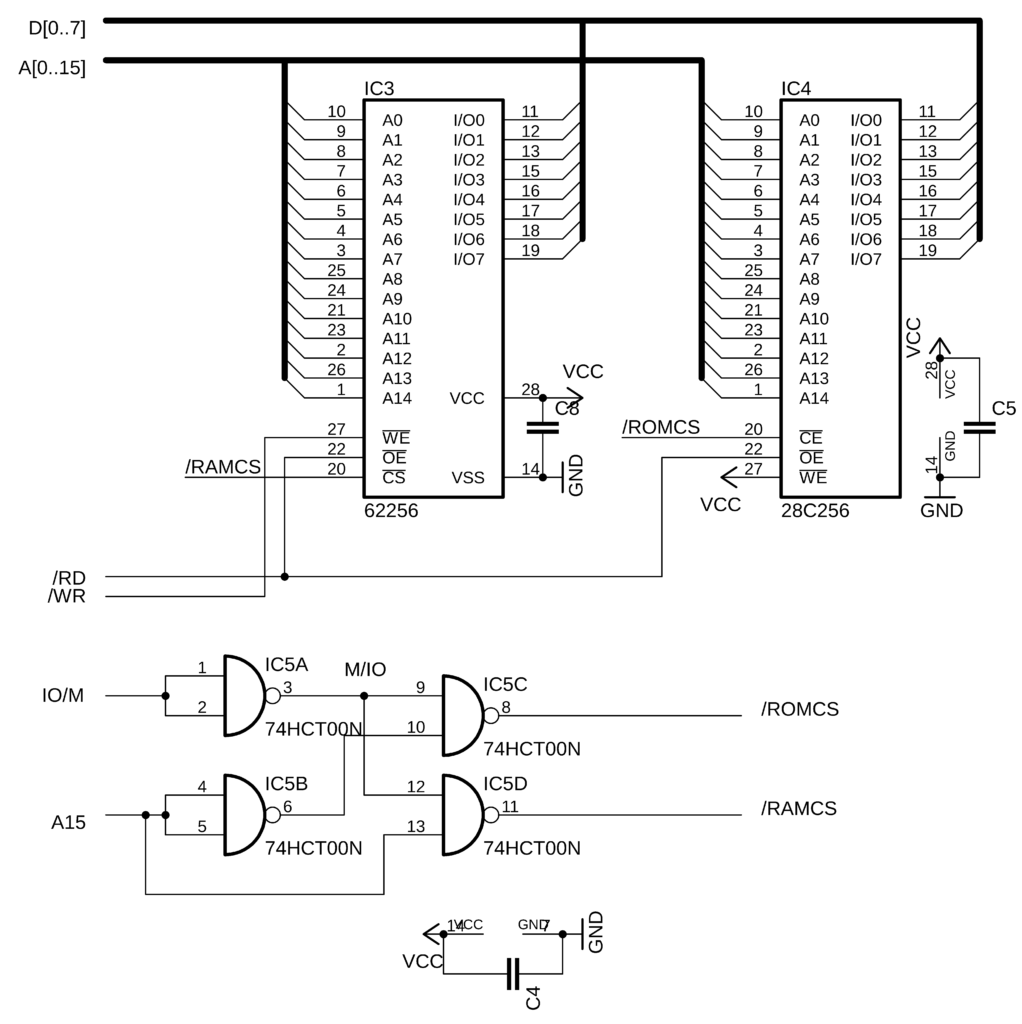 D[0..7]
A[0..15]
IC3
10 A0 I/O0 11
9 A1 I/O1 12
8 A2 I/O2 13
7 A3 I/O3 15
6 A4 I/O4 16
5 A5 I/O5 17
4 A6 I/O6 18
3 A7 I/O7 19
25 A8
24 A9
21 A10
23 A11
2 A12
26 A13
1 A14 VCC 28
VCC
C8
27 WE
22 OE
/RAMCS 20 CS VSS 14
GND
62256
IC4
10 A0 I/O0 11
9 A1 I/O1 12
8 A2 I/O2 13
7 A3 I/O3 15
6 A4 I/O4 16
5 A5 I/O5 17
4 A6 I/O6 18
3 A7 I/O7 19
25 A8
24 A9
21 A10
23 A11
2 A12
26 A13
1 A14
/ROMCS 20 CE
22 OE
27 WE
VCC
28C256
VCC
28 VCC
C5
14 GND
GND
/RD
/WR
IO/M
1
2
IC5A
3
74HCT00N
M/IO
9
10
IC5C
8
74HCT00N
/ROMCS
A15
4
5
IC5B
6
74HCT00N
12
13
IC5D
11
74HCT00N
/RAMCS
14 VCC GND 7
VCC
GND
C4